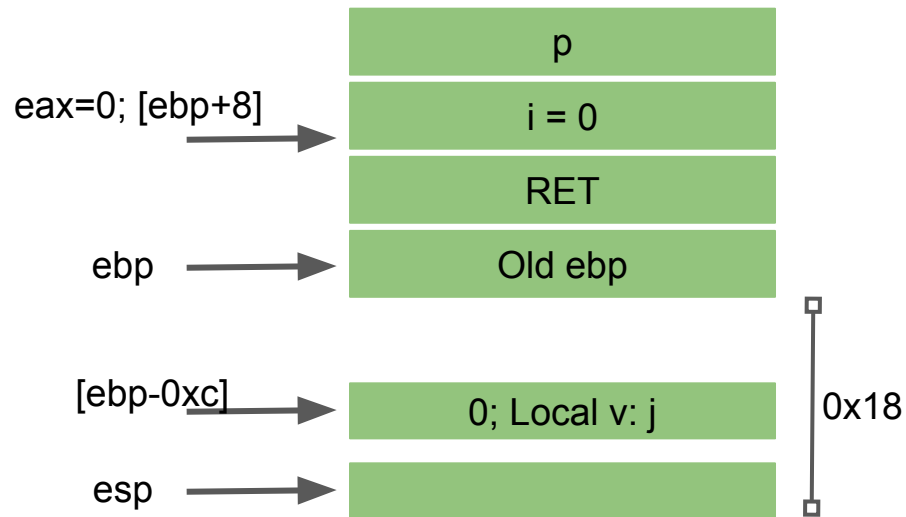 p
eax=0; [ebp+8]
i = 0
RET
ebp
Old ebp
[ebp-0xc]
0; Local v: j
0x18
esp